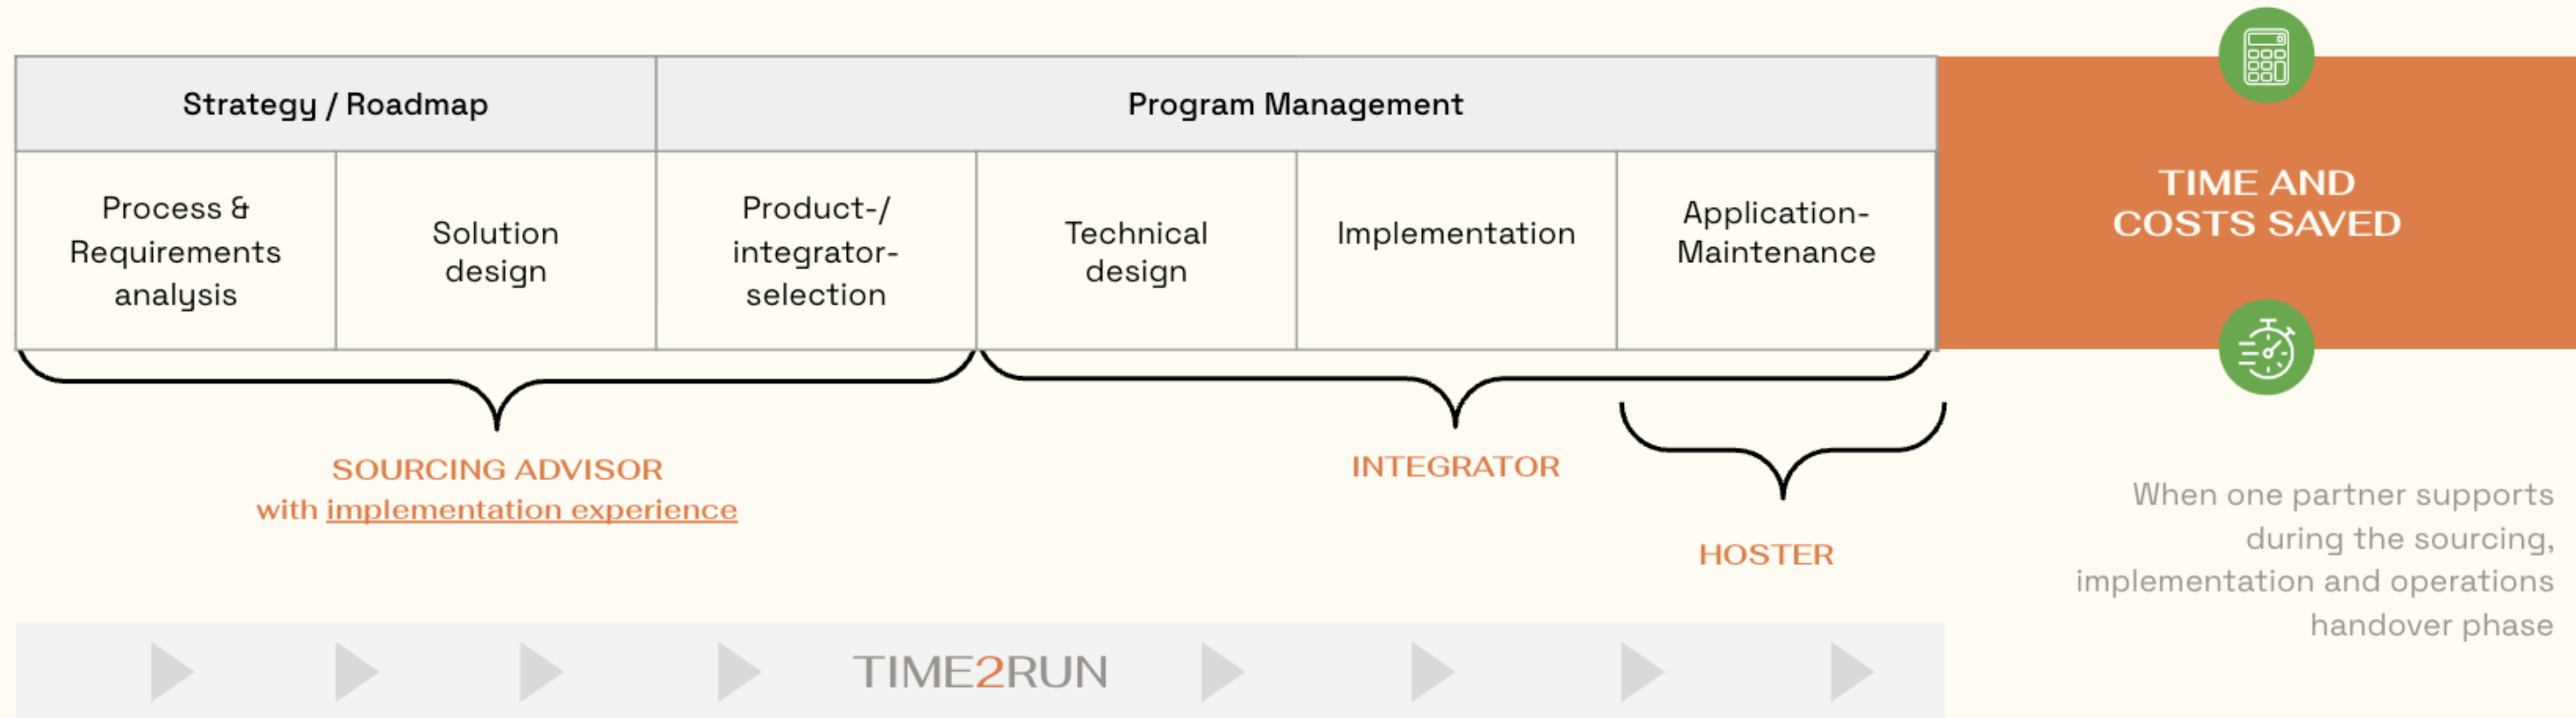 Strategy / Roadmap
Program Management
Process &
Requirements
analysis
Solution
design
Product-/
integrator-
selection
Technical
design
Implementation
Application-
Maintenance
TIME AND
COSTS SAVED
SOURCING ADVISOR
with implementation experience
INTEGRATOR
HOSTER
When one partner supports
during the sourcing,
implementation and operations
handover phase
TIME2RUN